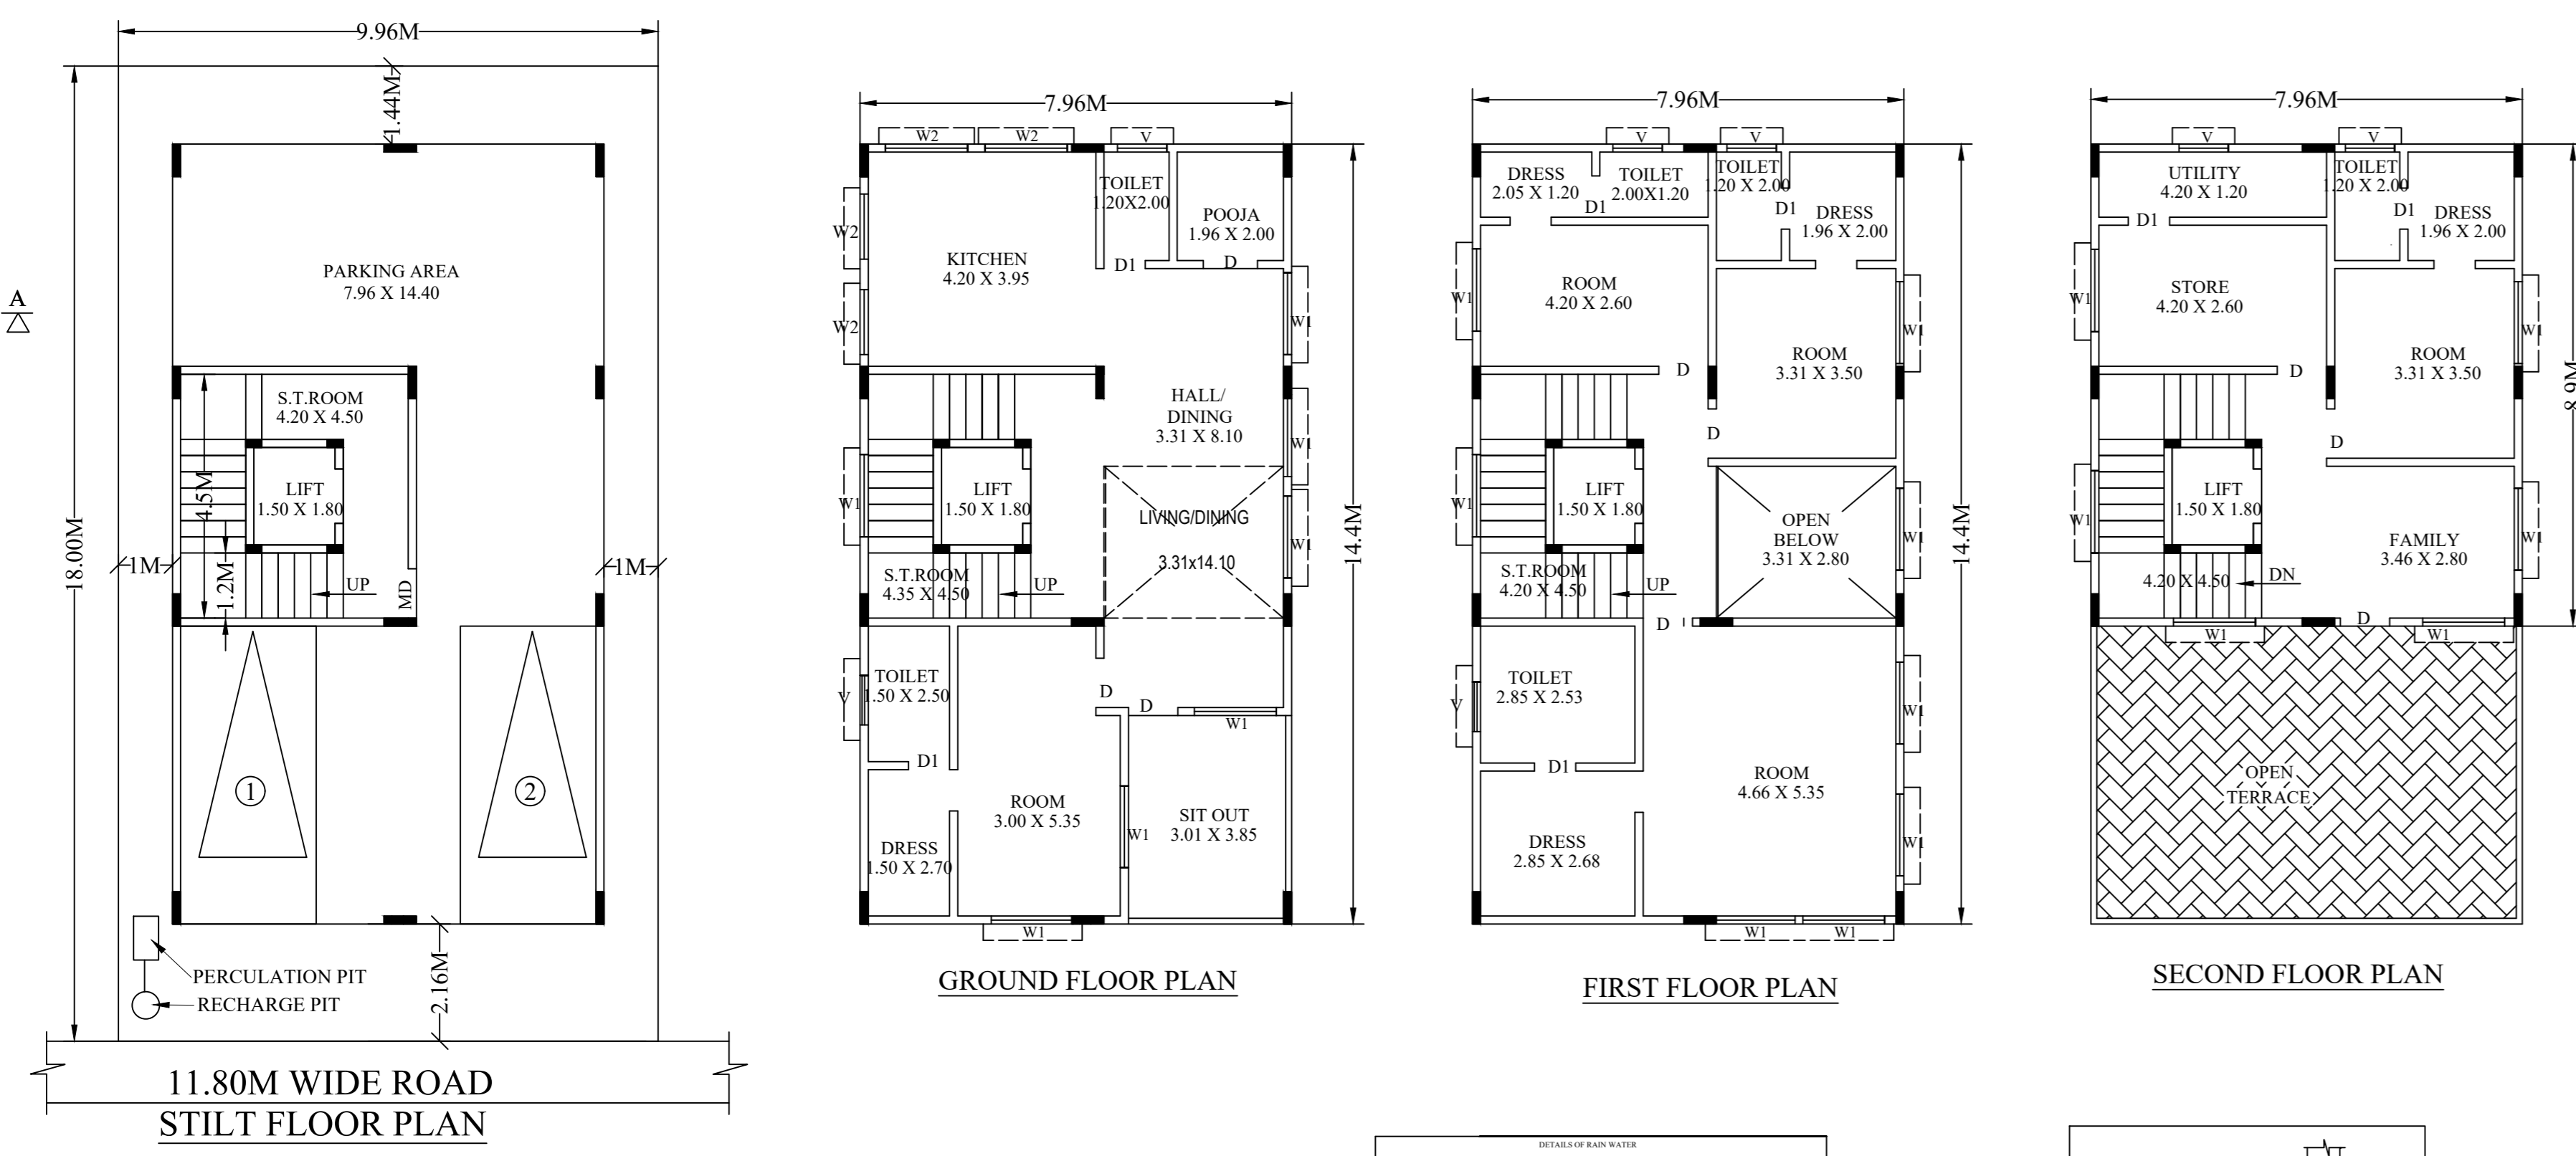 9.96M
1.44M
18.00M
A
PARKING AREA
7.96 X 14.40
S.T.ROOM
4.20 X 4.50
4.5M
LIFT
1.50 X 1.80
1M
1M
1.2M
UP
MD
1
2
2.16M
PERCULATION PIT
RECHARGE PIT
11.80M WIDE ROAD
STILT FLOOR PLAN
7.96M
W2
W2
V
TOILET
1.20X2.00
POOJA
1.96 X 2.00
W2
KITCHEN
4.20 X 3.95
D1
D
W2
W1
HALL/
DINING
3.31 X 8.10
W1
LIFT
1.50 X 1.80
W1
LIVING/DINING
3.31x14.10
W1
14.4M
S.T.ROOM
4.35 X 4.50
UP
TOILET
1.50 X 2.50
V
D
D
W1
D1
ROOM
3.00 X 5.35
SIT OUT
3.01 X 3.85
W1
DRESS
1.50 X 2.70
W1
GROUND FLOOR PLAN
7.96M
V
V
DRESS
2.05 X 1.20
TOILET
2.00X1.20
TOILET
1.20 X 2.00
D1
D1
DRESS
1.96 X 2.00
ROOM
4.20 X 2.60
W1
W1
ROOM
3.31 X 3.50
D
D
LIFT
1.50 X 1.80
W1
OPEN
BELOW
3.31 X 2.80
W1
14.4M
S.T.ROOM
4.20 X 4.50
UP
D
TOILET
2.85 X 2.53
V
W1
D1
ROOM
4.66 X 5.35
DRESS
2.85 X 2.68
W1
W1
W1
FIRST FLOOR PLAN
7.96M
V
V
UTILITY
4.20 X 1.20
TOILET
1.20 X 2.00
D1
D1
DRESS
1.96 X 2.00
STORE
4.20 X 2.60
W1
W1
ROOM
3.31 X 3.50
D
D
8.9M
LIFT
1.50 X 1.80
W1
FAMILY
3.46 X 2.80
W1
4.20 X 4.50
DN
D
W1
W1
OPEN
TERRACE
SECOND FLOOR PLAN
DETAILS OF RAIN WATER